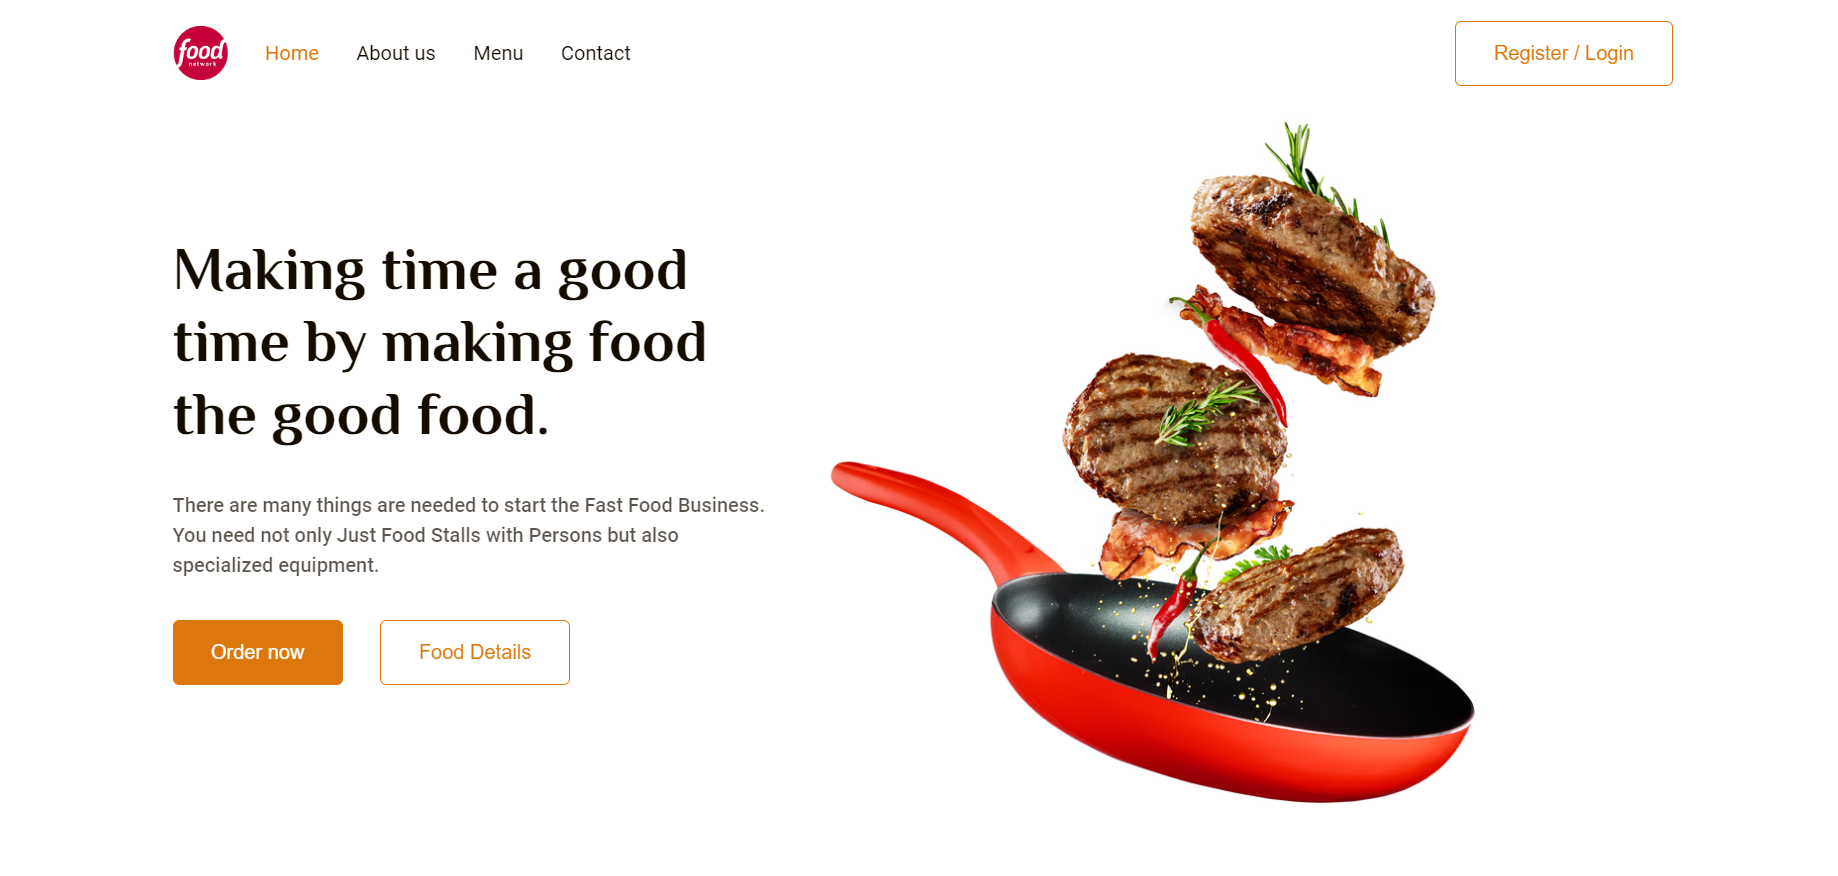 food
network
Home About us Menu Contact Register / Login
Making time a good
time by making food
the good food.
There are many things are needed to start the Fast Food Business.
You need not only Just Food Stalls with Persons but also
specialized equipment.
Order now Food Details